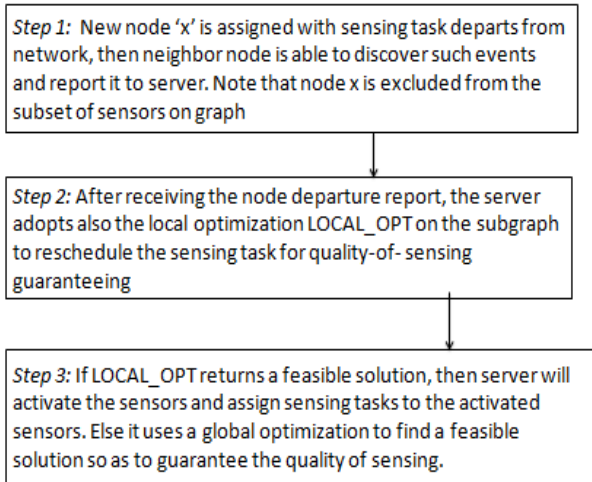 Step 1:  New node ‘x’ is assigned with sensing task departs from
network, then neighbor node is able to discover such events
and report it to server. Note that node x is excluded from the
subset of sensors on graph
Step 2: After receiving the node departure report, the server
adopts also the local optimization LOCAL_OPT on the subgraph
to reschedule the sensing task for quality-of- sensing
guaranteeing
Step 3: If LOCAL_OPT returns a feasible solution, then server will
activate the sensors and assign sensing tasks to the activated
sensors. Else it uses a global optimization to find a feasible
solution so as to guarantee the quality of sensing.